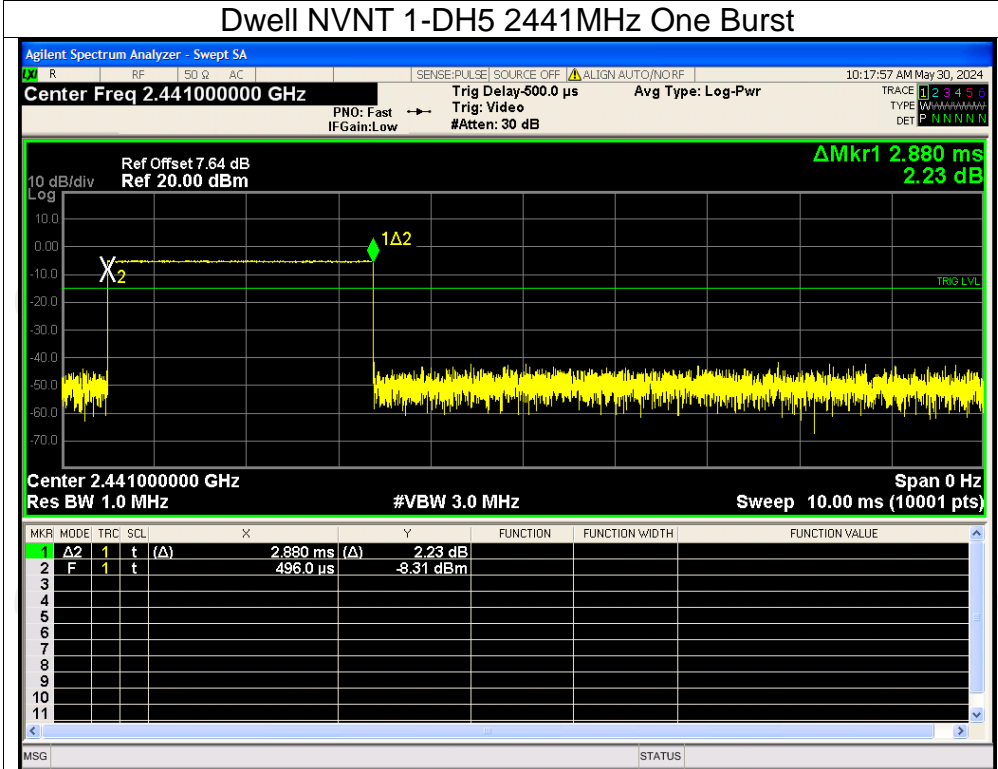 Dwell NVNT 1-DH5 2441MHz One Burst
Agilent Spectrum Analyzer - Swept SA
LXI R RF 50 Ω AC SENSE:PULSE SOURCE OFF ALIGN AUTO/NO RF 10:17:57 AM May 30, 2024
Center Freq 2.441000000 GHz Trig Delay-500.0 µs Avg Type: Log-Pwr TRACE 1 2 3 4 5 6
PNO: Fast Trig: Video TYPE W
IFGain:Low #Atten: 30 dB DET P N N N N N
ΔMkr1 2.880 ms
Ref Offset 7.64 dB
10 dB/div Ref 20.00 dBm 2.23 dB
Log
10.0
0.00
1Δ2
-10.0
2
TRIG LVL
-20.0
-30.0
-40.0
-50.0
-60.0
-70.0
Center 2.441000000 GHz Span 0 Hz
Res BW 1.0 MHz #VBW 3.0 MHz Sweep 10.00 ms (10001 pts)
MKR MODE TRC SCL X Y FUNCTION FUNCTION WIDTH FUNCTION VALUE
1 Δ2 1 t (Δ) 2.880 ms (Δ) 2.23 dB
2 F 1 t 496.0 µs -8.31 dBm
3
4
5
6
7
8
9
10
11
MSG STATUS